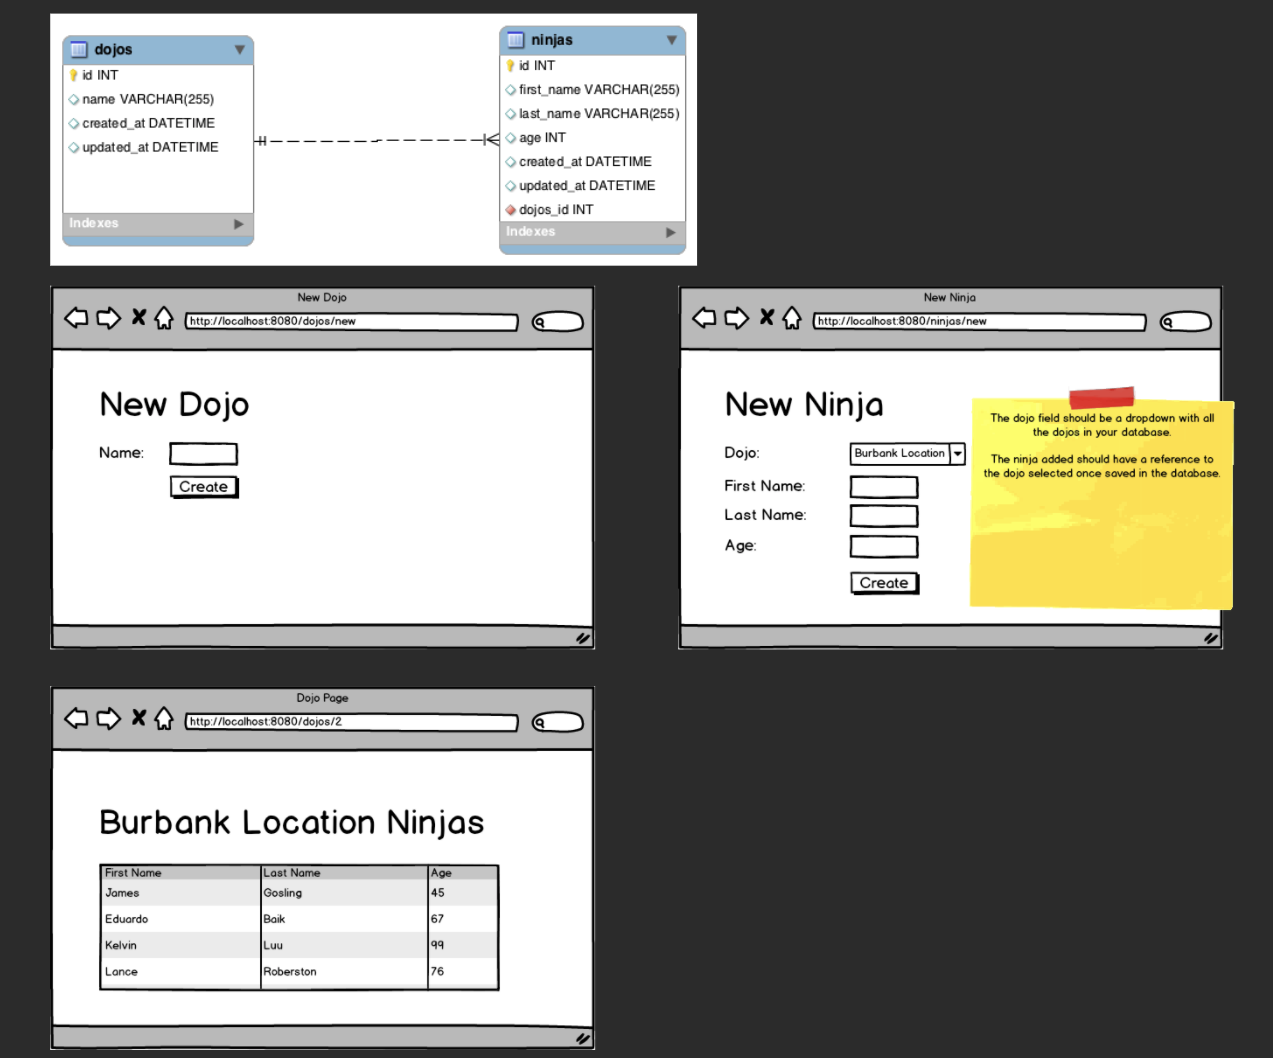 dojos
id INT
name VARCHAR(255)
created_at DATETIME
updated_at DATETIME
Indexes
ninjas
id INT
first_name VARCHAR(255)
last_name VARCHAR(255)
age INT
created_at DATETIME
updated_at DATETIME
dojos_id INT
Indexes
New Dojo
http://localhost:8080/dojos/new
New Dojo
Name:
Create
New Ninja
http://localhost:8080/ninjas/new
New Ninja
Dojo: Burbank Location
First Name:
Last Name:
Age:
Create
The dojo field should be a dropdown with all
the dojos in your database.
The ninja added should have a reference to
the dojo selected once saved in the database.
Dojo Page
http://localhost:8080/dojos/2
Burbank Location Ninjas
First Name Last Name Age
James Gosling 45
Eduardo Baik 67
Kelvin Luu 99
Lance Roberston 76